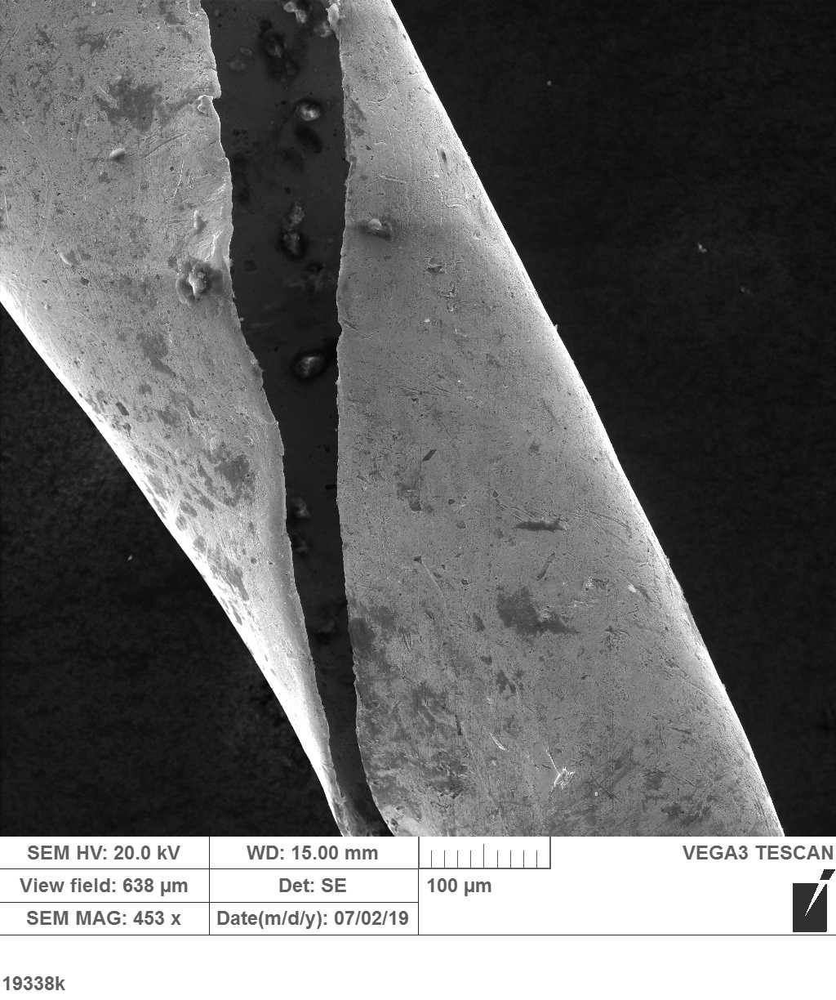 SEM HV: 20.0 kV
WD: 15.00 mm
VEGA3 TESCAN
View field: 638 µm
Det: SE
100 µm
SEM MAG: 453 x
Date(m/d/y): 07/02/19
19338k